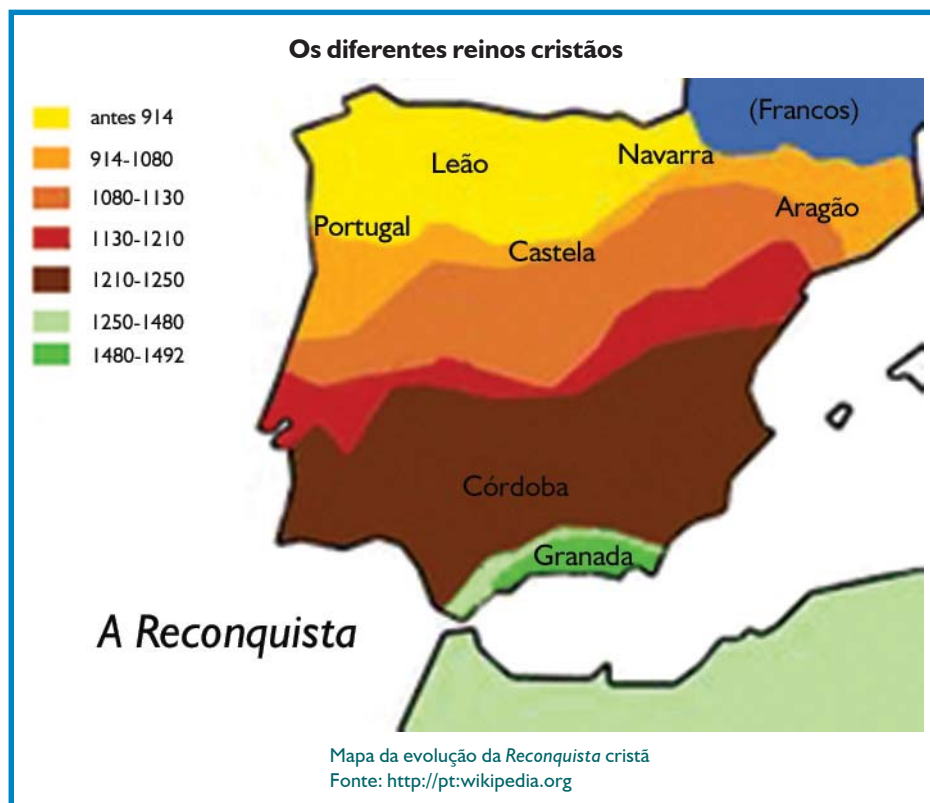 Os diferentes reinos cristãos
antes 914
914-1080
1080-1130
1130-1210
1210-1250
1250-1480
1480-1492
(Francos)
Leão
Navarra
Portugal
Castela
Aragão
Córdoba
Granada
A Reconquista
Mapa da evolução da Reconquista cristã
Fonte: http://pt:wikipedia.org